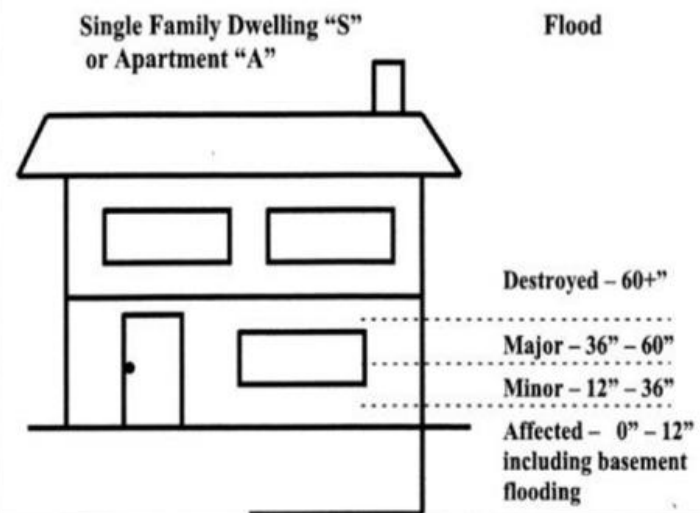 Single Family Dwelling “S”
or Apartment “A”
Flood
Destroyed – 60+”
Major – 36” – 60”
Minor – 12” – 36”
Affected – 0” – 12”
including basement
flooding